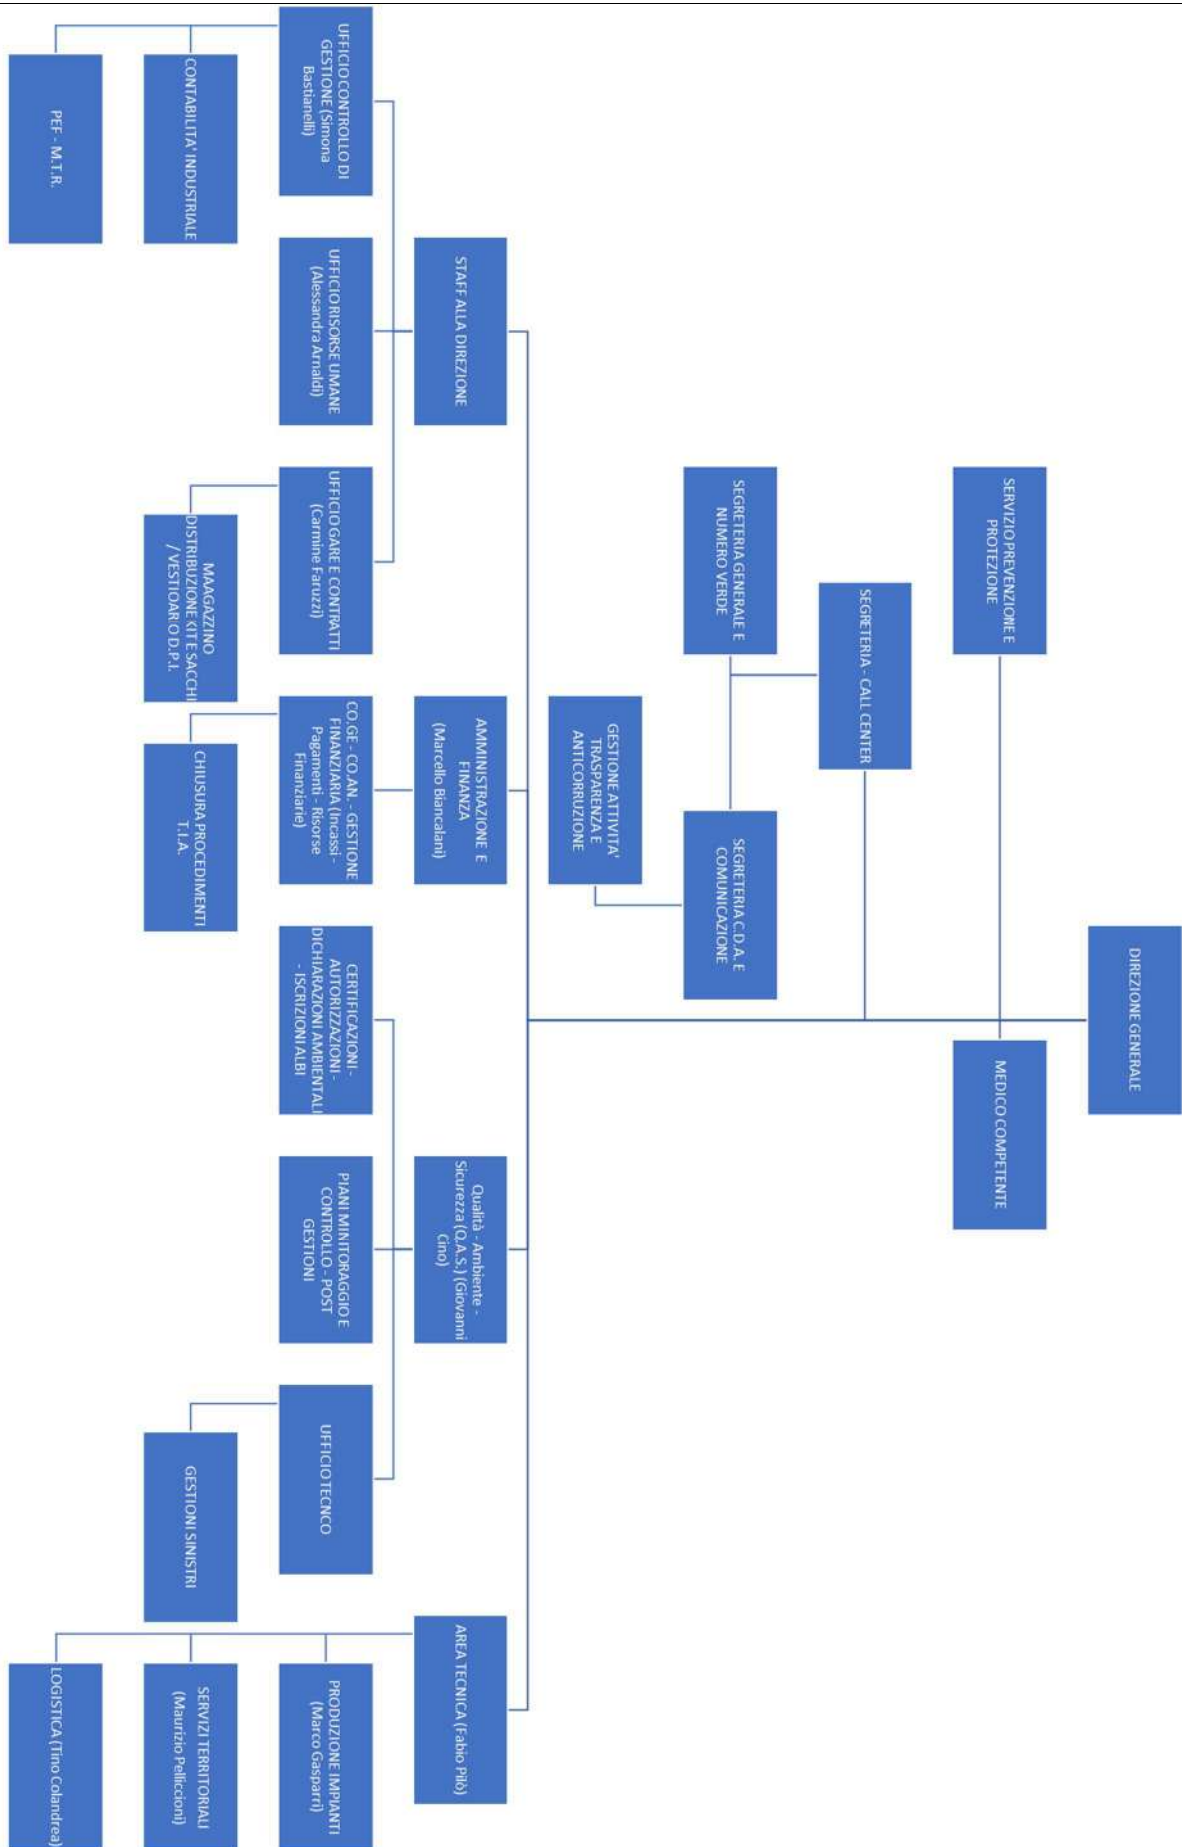 DIREZIONE GENERALE
SERVIZIO PREVENZIONE E
PROTEZIONE
MEDICO COMPETENTE
SEGRETERIA - CALL CENTER
SEGRETERIA GENERALE E
NUMERO VERDE
SEGRETERIA C.D.A. E
COMUNICAZIONE
GESTIONE ATTIVITA'
TRASPARENZA E
ANTICORRUZIONE
STAFF ALLA DIREZIONE
AMMINISTRAZIONE E
FINANZA
(Marcello Biancalani)
Qualità - Ambiente -
Sicurezza (Q.A.S.) (Giovanni
Cino)
AREA TECNICA (Fabio Pilò)
UFFICIO CONTROLLO DI
GESTIONE (Simona
Bastianelli)
UFFICIO RISORSE UMANE
(Alessandra Arnaldi)
UFFICIO GARE E CONTRATTI
(Carmine Faruzzi)
CO.GE - CO.AN. - GESTIONE
FINANZIARIA (Incassi -
Pagamenti - Risorse
Finanziarie)
CERTIFICAZIONI -
AUTORIZZAZIONI -
DICHIARAZIONI AMBIENTALI
- ISCRIZIONI ALBI
PIANI MINITORAGGIO E
CONTROLLO - POST
GESTIONI
UFFICIO TECNCO
PRODUZIONE IMPIANTI
(Marco Gasparri)
CONTABILITA' INDUSTRIALE
MAAGAZZINO
DISTRIBUZIONE KIT E SACCHI
/ VESTIOARO D.P.I.
CHIUSURA PROCEDIMENTI
T.I.A.
GESTIONI SINISTRI
SERVIZI TERRITORIALI
(Maurizio Pelliccioni)
PEF - M.T.R.
LOGISTICA (Tino Colandrea)